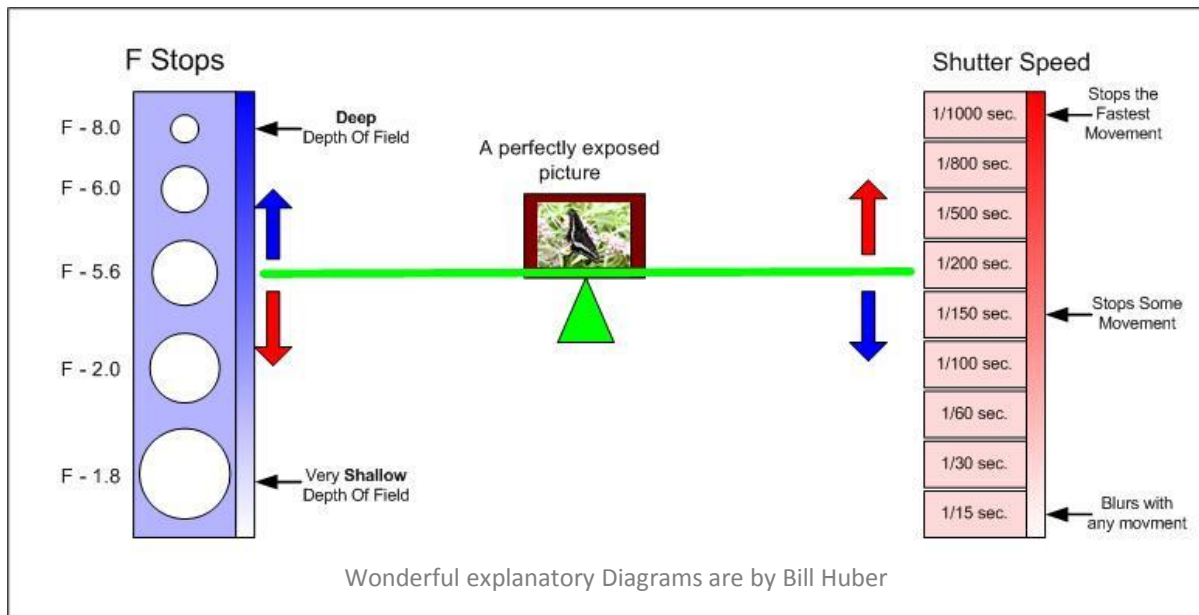 F Stops
F - 8.0
F - 6.0
F - 5.6
F - 2.0
F - 1.8
Deep
Depth Of Field
Very Shallow
Depth Of Field
A perfectly exposed
picture
Shutter Speed
1/1000 sec.
1/800 sec.
1/500 sec.
1/200 sec.
1/150 sec.
1/100 sec.
1/60 sec.
1/30 sec.
1/15 sec.
Stops the
Fastest
Movement
Stops Some
Movement
Blurs with
any movment
Wonderful explanatory Diagrams are by Bill Huber